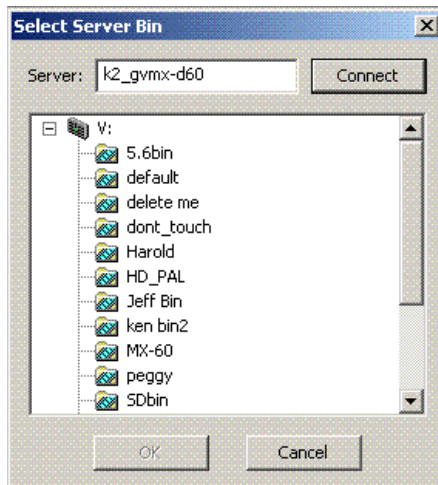 Select Server Bin
Server: k2_gvmx-d60 Connect
V:
5.6bin
default
delete me
dont_touch
Harold
HD_PAL
Jeff Bin
ken bin2
MX-60
peggy
SDbin
OK Cancel